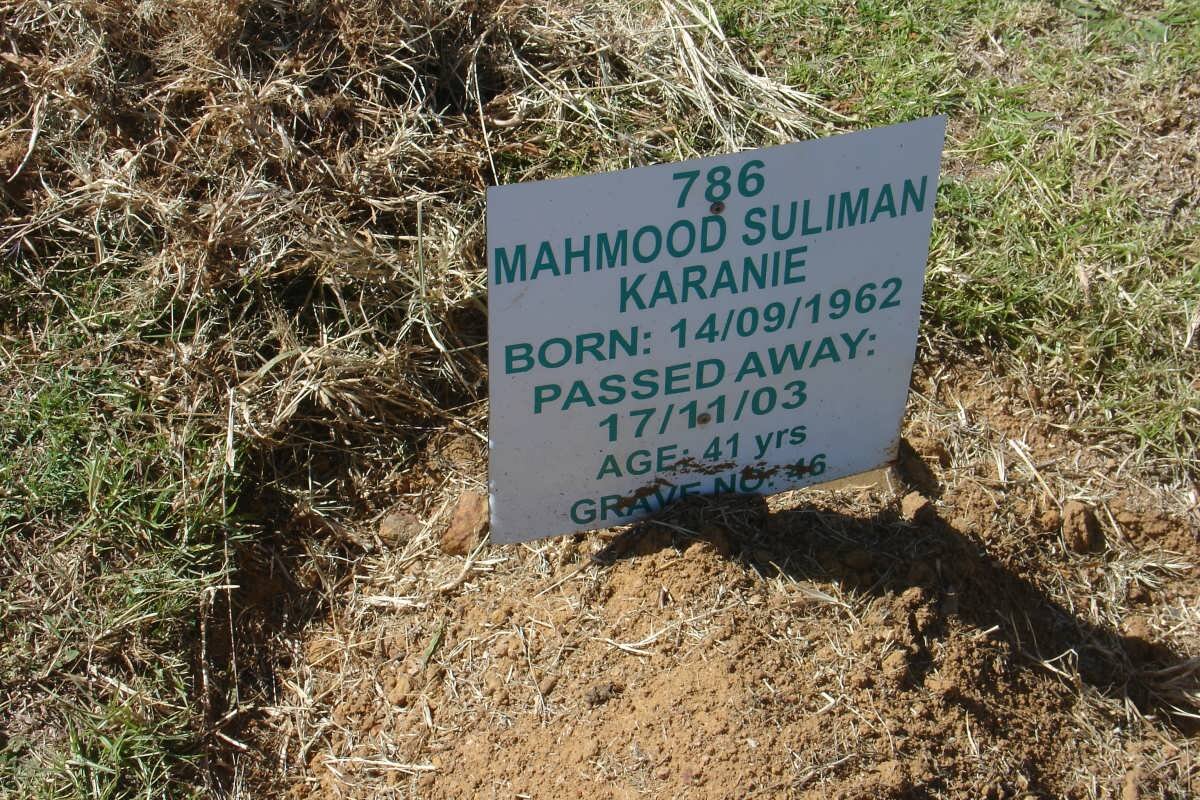 786
MAHMOOD SULIMAN
KARANIE
BORN: 14/09/1962
PASSED AWAY:
17/11/03
AGE: 41 yrs
GRAVE NO: 46